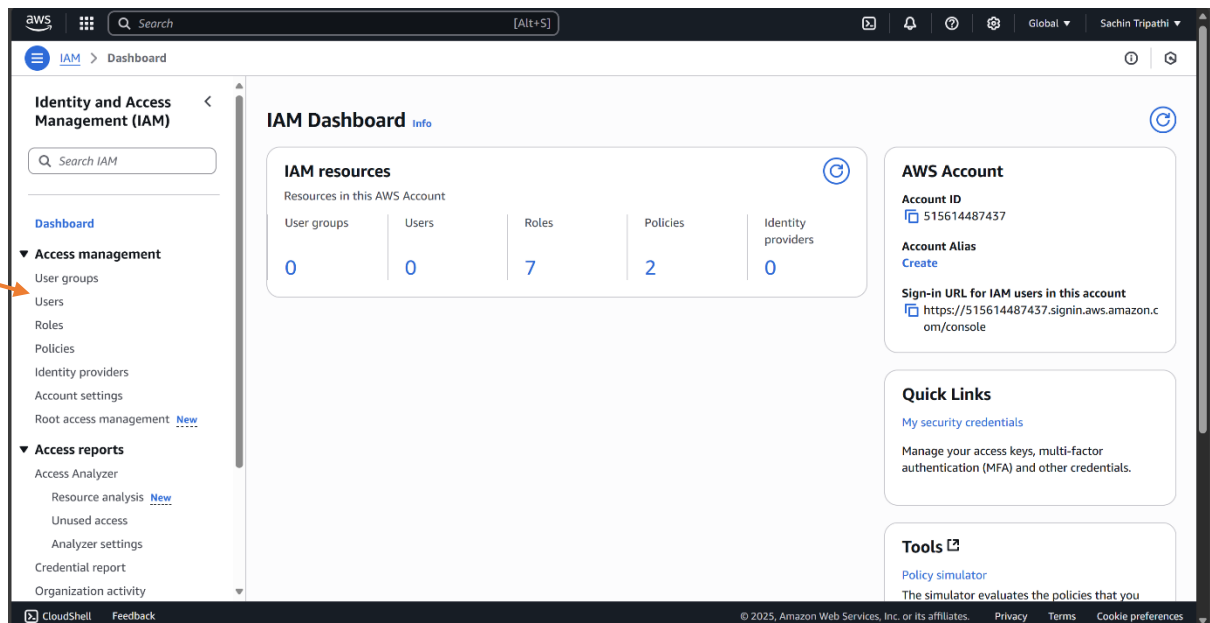 aws
Search [Alt+S]
Global ▼
Sachin Tripathi ▼
IAM > Dashboard
Identity and Access
Management (IAM)
Search IAM
Dashboard
Access management
User groups
Users
Roles
Policies
Identity providers
Account settings
Root access management New
Access reports
Access Analyzer
Resource analysis New
Unused access
Analyzer settings
Credential report
Organization activity
IAM Dashboard Info
IAM resources
Resources in this AWS Account
User groups
0
Users
0
Roles
7
Policies
2
Identity
providers
0
AWS Account
Account ID
515614487437
Account Alias
Create
Sign-in URL for IAM users in this account
https://515614487437.signin.aws.amazon.c
om/console
Quick Links
My security credentials
Manage your access keys, multi-factor
authentication (MFA) and other credentials.
Tools
Policy simulator
The simulator evaluates the policies that you
CloudShell Feedback
© 2025, Amazon Web Services, Inc. or its affiliates. Privacy Terms Cookie preferences